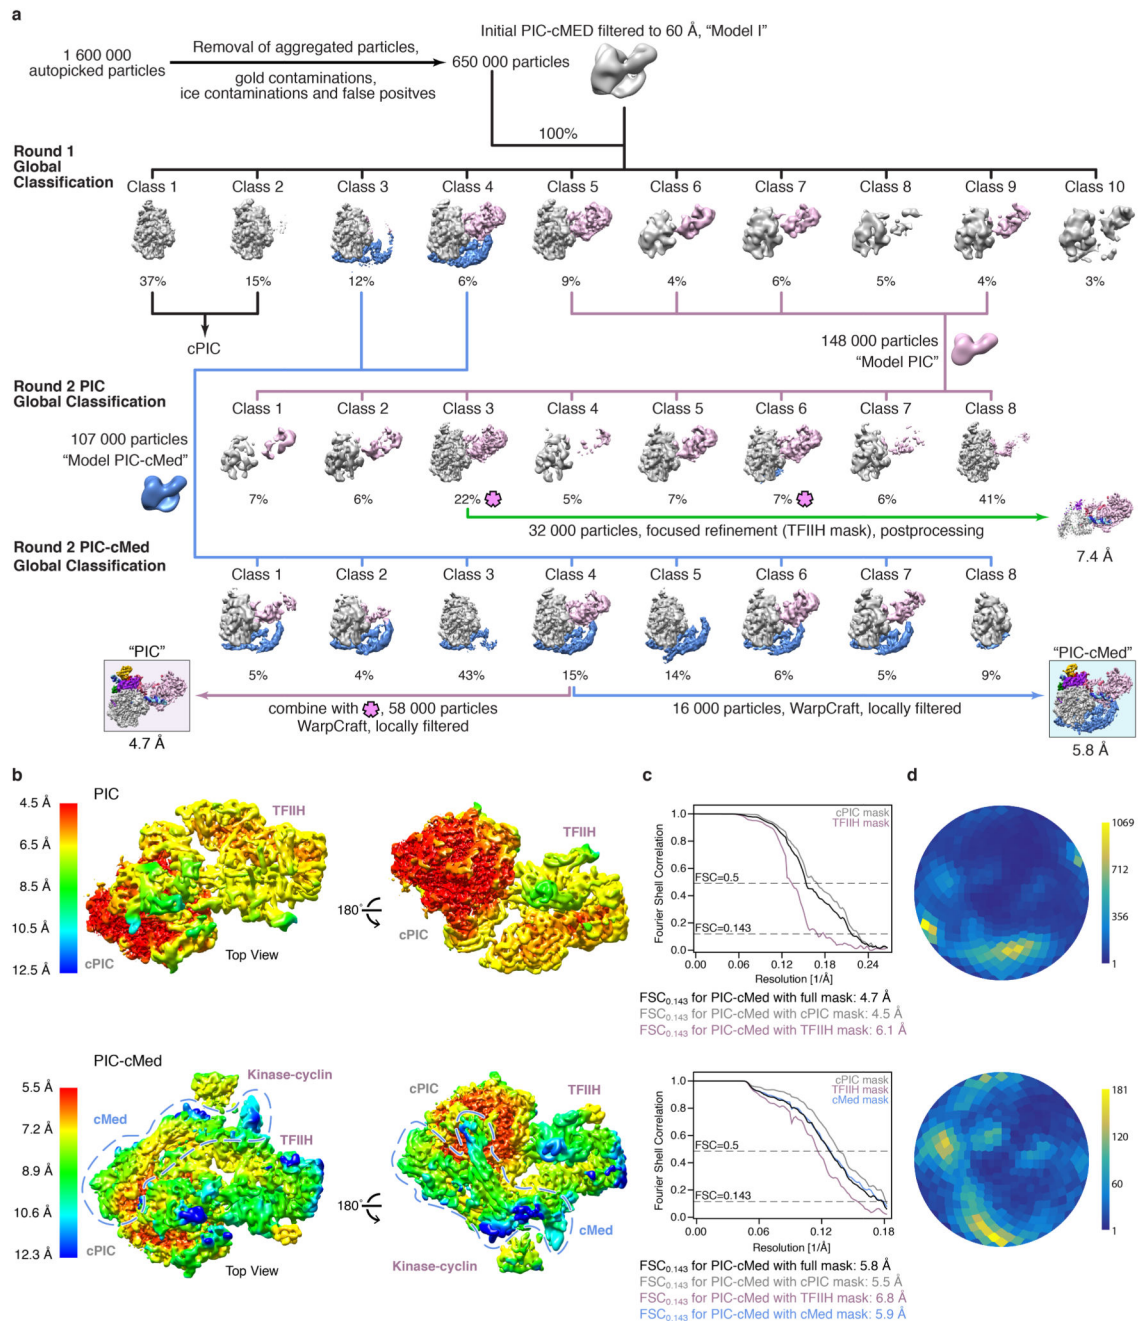 a
1 600 000
autopicked particles
Removal of aggregated particles,
gold contaminations,
ice contaminations and false positves
650 000 particles
Initial PIC-cMED filtered to 60 Å, “Model I”
100%
Round 1
Global
Classification
Class 1 Class 2 Class 3 Class 4 Class 5 Class 6 Class 7 Class 8 Class 9 Class 10
37% 15% 12% 6% 9% 4% 6% 5% 4% 3%
cPIC
148 000 particles
“Model PIC”
Round 2 PIC
Global Classification
Class 1 Class 2 Class 3 Class 4 Class 5 Class 6 Class 7 Class 8
107 000 particles
“Model PIC-cMed”
7% 6% 22% 5% 7% 7% 6% 41%
32 000 particles, focused refinement (TFIIH mask), postprocessing
7.4 Å
Round 2 PIC-cMed
Global Classification
Class 1 Class 2 Class 3 Class 4 Class 5 Class 6 Class 7 Class 8
“PIC”
“PIC-cMed”
5% 4% 43% 15% 14% 6% 5% 9%
combine with , 58 000 particles
WarpCraft, locally filtered
16 000 particles, WarpCraft, locally filtered
4.7 Å
5.8 Å
b
PIC
4.5 Å
6.5 Å
8.5 Å
10.5 Å
12.5 Å
TFIIH
cPIC
Top View
180°
TFIIH
cPIC
PIC-cMed
5.5 Å
7.2 Å
8.9 Å
10.6 Å
12.3 Å
Kinase-cyclin
cMed
TFIIH
cPIC
Top View
180°
cPIC
TFIIH
cMed
Kinase-cyclin
c
cPIC mask
TFIIH mask
Fourier Shell Correlation
1.0
0.8
0.6
0.4
0.2
0.0
FSC=0.5
FSC=0.143
0.00 0.06 0.12 0.18 0.24
Resolution [1/Å]
FSC0.143 for PIC-cMed with full mask: 4.7 Å
FSC0.143 for PIC-cMed with cPIC mask: 4.5 Å
FSC0.143 for PIC-cMed with TFIIH mask: 6.1 Å
cPIC mask
TFIIH mask
cMed mask
Fourier Shell Correlation
1.0
0.8
0.6
0.4
0.2
0.0
FSC=0.5
FSC=0.143
0.00 0.06 0.12 0.18
Resolution [1/Å]
FSC0.143 for PIC-cMed with full mask: 5.8 Å
FSC0.143 for PIC-cMed with cPIC mask: 5.5 Å
FSC0.143 for PIC-cMed with TFIIH mask: 6.8 Å
FSC0.143 for PIC-cMed with cMed mask: 5.9 Å
d
1069
712
356
1
181
120
60
1